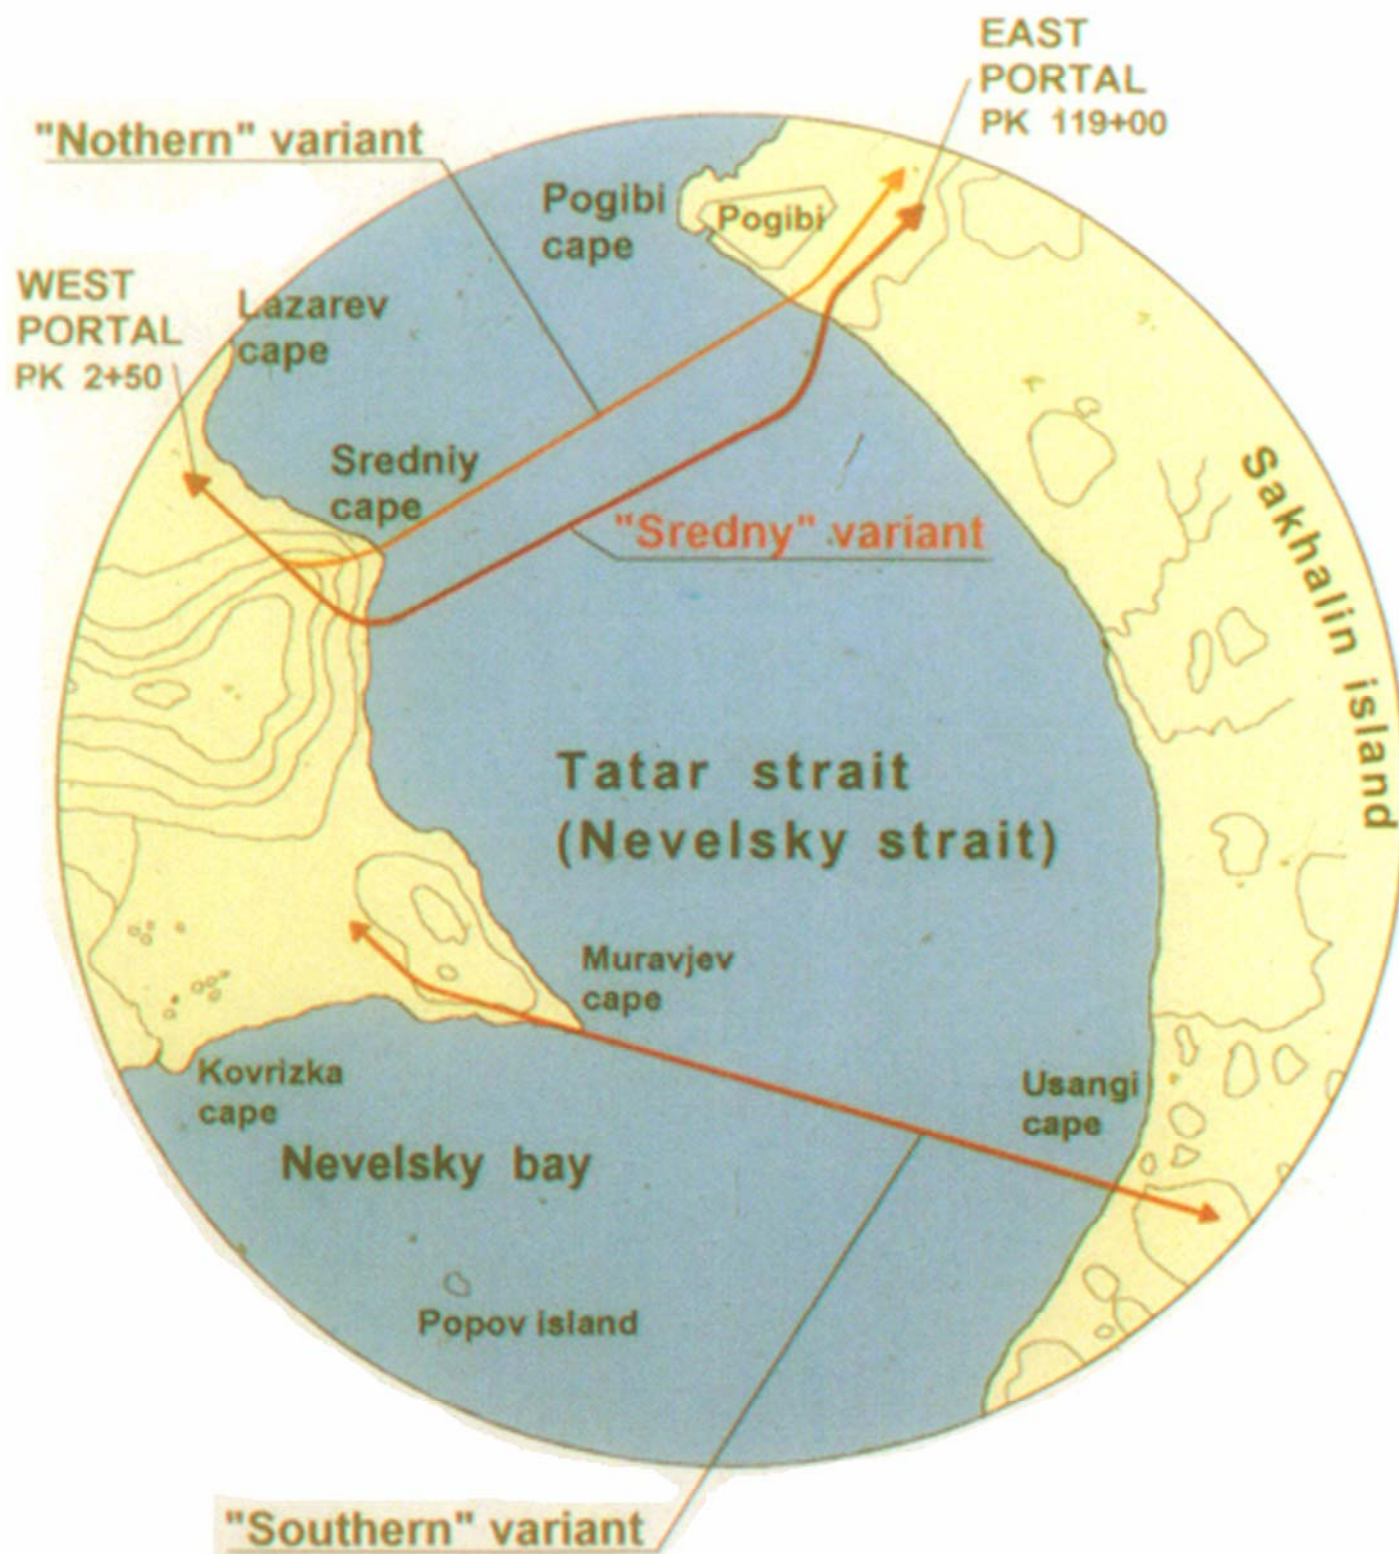 EAST
PORTAL
PK 119+00
"Nothern" variant
Pogibi
cape
Pogibi
WEST
PORTAL
PK 2+50
Lazarev
cape
Sredniy
cape
"Sredny" variant
Sakhalin island
Tatar strait
(Nevelsky strait)
Muravjev
cape
Kovrizka
cape
Usangi
cape
Nevelsky bay
Popov island
"Southern" variant